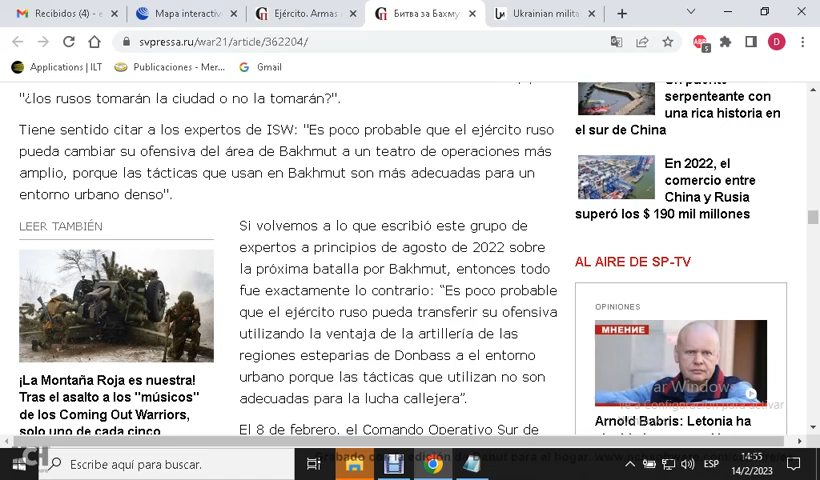 Recibidos (4) - e
Mapa interactiv
Ejército. Armas
Битва за Бахму
Ukrainian milita
svpressa.ru/war21/article/362204/
Applications | ILT
Publicaciones - Mer...
Gmail
"¿los rusos tomarán la ciudad o no la tomarán?".
Tiene sentido citar a los expertos de ISW: "Es poco probable que el ejército ruso
pueda cambiar su ofensiva del área de Bakhmut a un teatro de operaciones más
amplio, porque las tácticas que usan en Bakhmut son más adecuadas para un
entorno urbano denso".
LEER TAMBIÉN
¡La Montaña Roja es nuestra!
Tras el asalto a los "músicos"
de los Coming Out Warriors,
solo uno de cada cinco
Si volvemos a lo que escribió este grupo de
expertos a principios de agosto de 2022 sobre
la próxima batalla por Bakhmut, entonces todo
fue exactamente lo contrario: “Es poco probable
que el ejército ruso pueda transferir su ofensiva
utilizando la ventaja de la artillería de las
regiones esteparias de Donbass a el entorno
urbano porque las tácticas que utilizan no son
adecuadas para la lucha callejera”.
El 8 de febrero, el Comando Operativo Sur de
serpenteante con
una rica historia en
el sur de China
En 2022, el
comercio entre
China y Rusia
superó los $ 190 mil millones
AL AIRE DE SP-TV
OPINIONES
МНЕНИЕ
Arnold Babris: Letonia ha
Escribe aquí para buscar.
ESP
14:55
14/2/2023